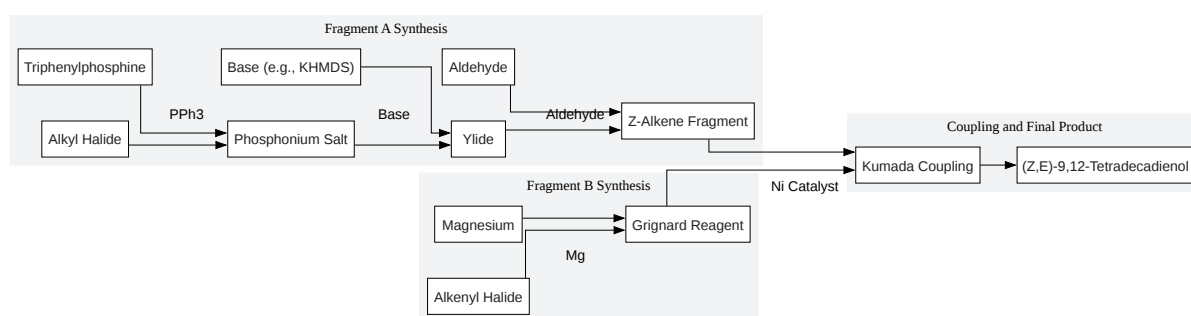 Fragment A Synthesis
Triphenylphosphine
Base (e.g., KHMDS)
Aldehyde
PPh3
Base
Aldehyde
Z-Alkene Fragment
Alkyl Halide
Phosphonium Salt
Ylide
Coupling and Final Product
Kumada Coupling
(Z,E)-9,12-Tetradecadienol
Ni Catalyst
Fragment B Synthesis
Magnesium
Grignard Reagent
Mg
Alkenyl Halide